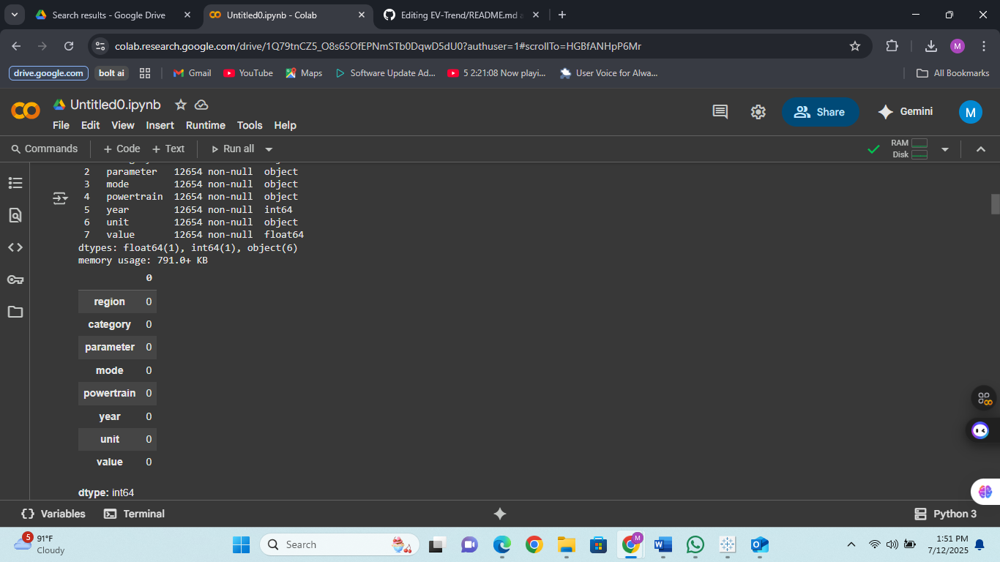 Search results - Google Drive
Untitled0.ipynb - Colab
Editing EV-Trend/README.md a
colab.research.google.com/drive/1Q79tnCZ5_O8s65OfEPNmSTb0DqwD5dU0?authuser=1#scrollTo=HGBfANHpP6Mr
M
drive.google.com
bolt ai
Gmail
YouTube
Maps
Software Update Ad...
5 2:21:08 Now playi...
User Voice for Alwa...
All Bookmarks
Untitled0.ipynb
File Edit View Insert Runtime Tools Help
Share
Gemini
M
Commands + Code + Text Run all
RAM
Disk
2 parameter 12654 non-null object
3 mode 12654 non-null object
4 powertrain 12654 non-null object
5 year 12654 non-null int64
6 unit 12654 non-null object
7 value 12654 non-null float64
dtypes: float64(1), int64(1), object(6)
memory usage: 791.0+ KB
0
region 0
category 0
parameter 0
mode 0
powertrain 0
year 0
unit 0
value 0
dtype: int64
Variables Terminal
Python 3
5
91°F
Cloudy
Search
M
1:51 PM
7/12/2025